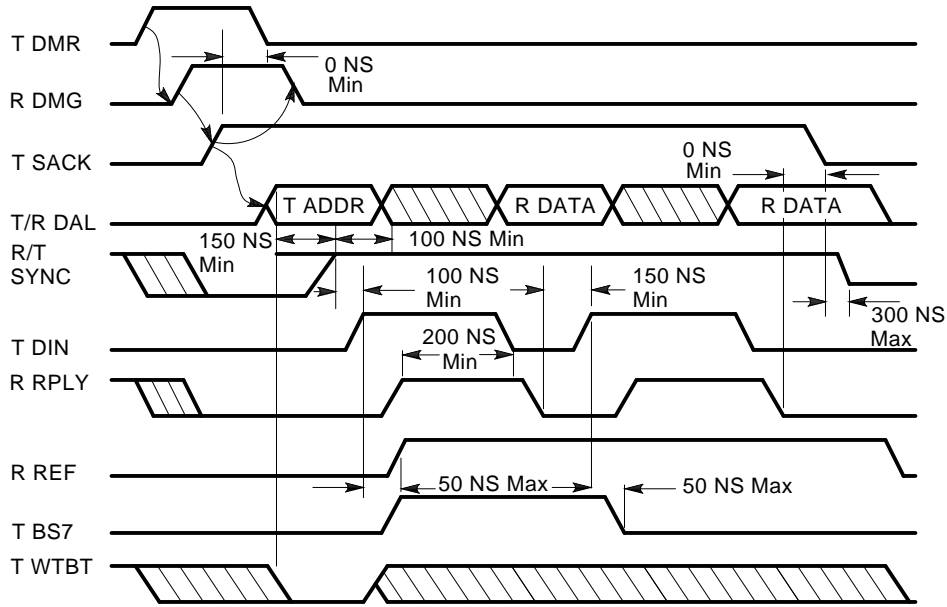 T DMR
0 NS
Min
R DMG
T SACK
0 NS
Min
T/R DAL
T ADDR
R DATA
R DATA
150 NS
Min
100 NS Min
R/T
SYNC
100 NS
Min
150 NS
Min
300 NS
Max
T DIN
200 NS
Min
R RPLY
R REF
50 NS Max
50 NS Max
T BS7
T WTBT